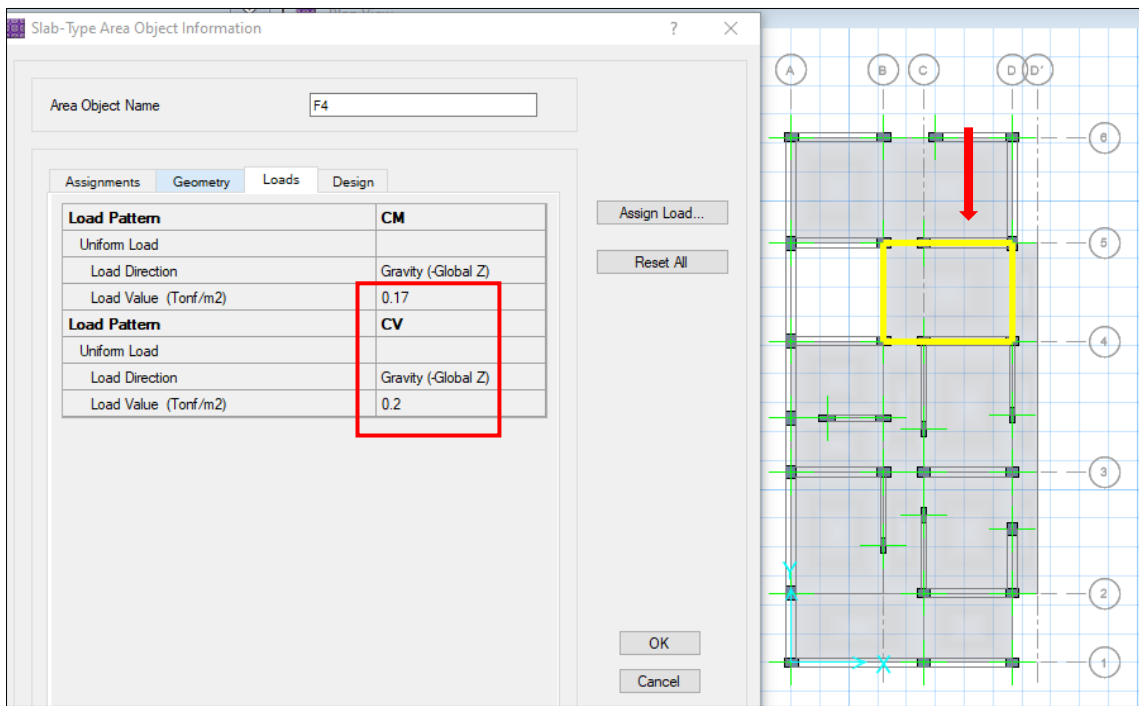 Slab-Type Area Object Information
?
Area Object Name
F4
Assignments Geometry Loads Design
Load Pattern CM
Uniform Load
Load Direction Gravity (-Global Z)
Load Value (Tonf/m2) 0.17
Load Pattern CV
Uniform Load
Load Direction Gravity (-Global Z)
Load Value (Tonf/m2) 0.2
Assign Load...
Reset All
OK
Cancel
A B C D D'
6
5
4
3
2
1
Y
X